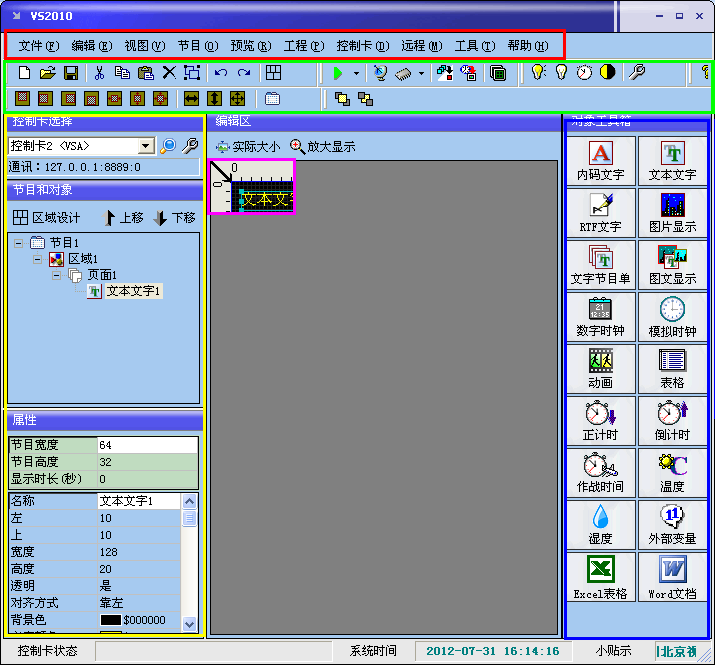 VS2010
文件(F) 编辑(E) 视图(V) 节目(O) 预览(R) 工程(P) 控制卡(D) 远程(M) 工具(T) 帮助(H)
控制卡选择
控制卡2 (VSA)
通讯:127.0.0.1:8889:0
节目和对象
区域设计 上移 下移
节目1
区域1
页面1
文本文字1
属性
节目宽度 64
节目高度 32
显示时长(秒) 0
名称 文本文字1
左 10
上 10
宽度 128
高度 20
透明 是
对齐方式 靠左
背景色 $000000
编辑区
实际大小 放大显示
0
0
文本文
对象工具箱
内码文字 文本文字
RTF文字 图片显示
文字节目单 图文显示
21
12:35
数字时钟 模拟时钟
动画 表格
正计时 倒计时
作战时间 温度
11
湿度 外部变量
Excel表格 Word文档
控制卡状态 系统时间 2012-07-31 16:14:16 小贴示 北京视